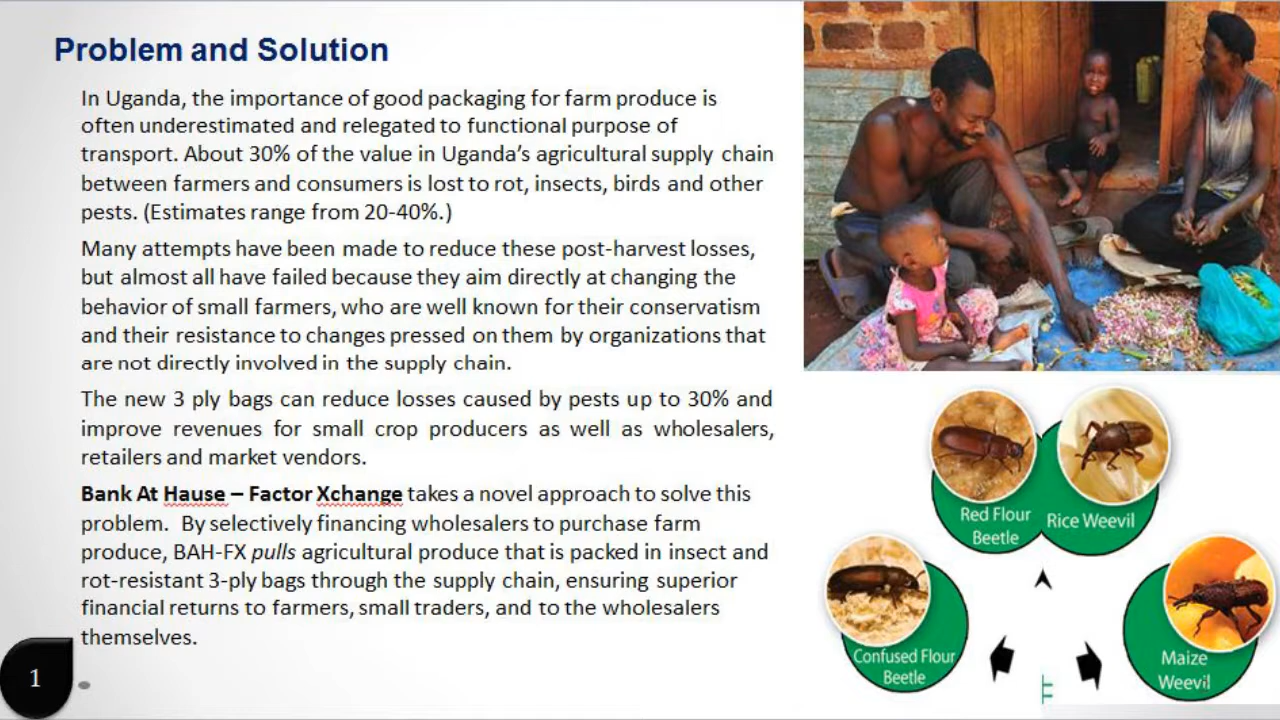 Problem and Solution
In Uganda, the importance of good packaging for farm produce is
often underestimated and relegated to functional purpose of
transport. About 30% of the value in Uganda's agricultural supply chain
between farmers and consumers is lost to rot, insects, birds and other
pests. (Estimates range from 20-40%.)
Many attempts have been made to reduce these post-harvest losses,
but almost all have failed because they aim directly at changing the
behavior of small farmers, who are well known for their conservatism
and their resistance to changes pressed on them by organizations that
are not directly involved in the supply chain.
The new 3 ply bags can reduce losses caused by pests up to 30% and
improve revenues for small crop producers as well as wholesalers,
retailers and market vendors.
Bank At Hause – Factor Xchange takes a novel approach to solve this
problem. By selectively financing wholesalers to purchase farm
produce, BAH-FX pulls agricultural produce that is packed in insect and
rot-resistant 3-ply bags through the supply chain, ensuring superior
financial returns to farmers, small traders, and to the wholesalers
themselves.
1
Red Flour
Beetle
Rice Weevil
Confused Flour
Beetle
Maize
Weevil